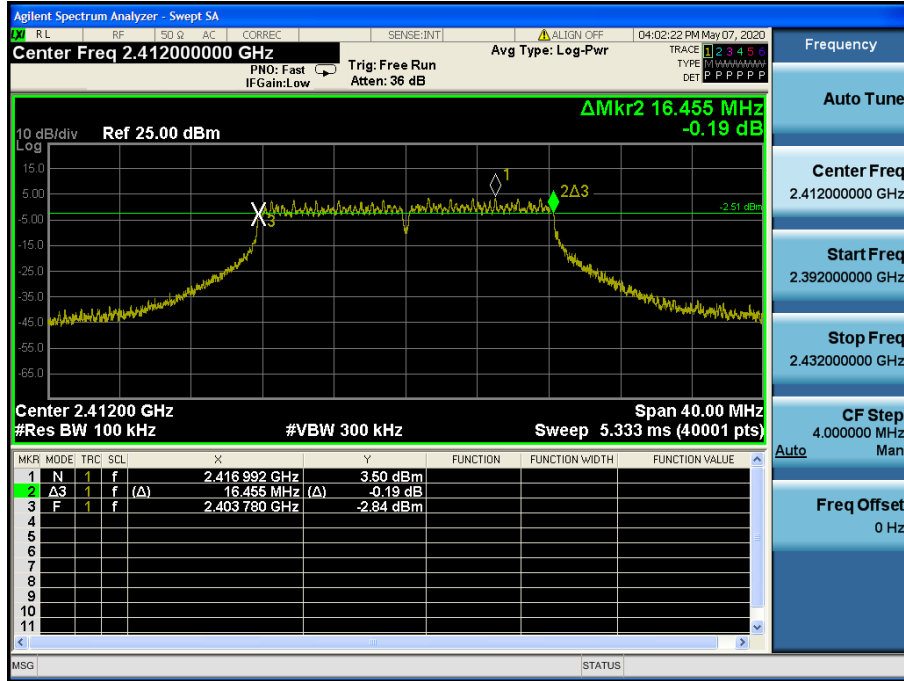 Agilent Spectrum Analyzer - Swept SA
LXI RL RF 50 Ω AC CORREC SENSE:INT ALIGN OFF 04:02:22 PM May 07, 2020
Center Freq 2.412000000 GHz
PNO: Fast
IFGain:Low
Trig: Free Run
Atten: 36 dB
Avg Type: Log-Pwr
TRACE 1 2 3 4 5 6
TYPE M WWWWW
DET P P P P P P
ΔMkr2 16.455 MHz
-0.19 dB
10 dB/div Ref 25.00 dBm
Log
15.0
5.00
-5.00
-15.0
-25.0
-35.0
-45.0
-55.0
-65.0
1
2Δ3
3
-2.51 dBm
Center 2.41200 GHz Span 40.00 MHz
#Res BW 100 kHz #VBW 300 kHz Sweep 5.333 ms (40001 pts)
MKR MODE TRC SCL X Y FUNCTION FUNCTION WIDTH FUNCTION VALUE
1 N 1 f 2.416 992 GHz 3.50 dBm
2 Δ3 1 f (Δ) 16.455 MHz (Δ) -0.19 dB
3 F 1 f 2.403 780 GHz -2.84 dBm
4
5
6
7
8
9
10
11
MSG STATUS
Frequency
Auto Tune
Center Freq
2.412000000 GHz
Start Freq
2.392000000 GHz
Stop Freq
2.432000000 GHz
CF Step
4.000000 MHz
Auto Man
Freq Offset
0 Hz